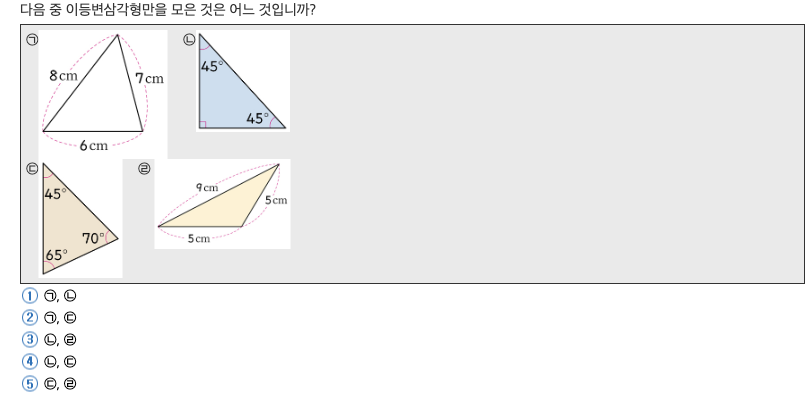 다음 중 이등변삼각형만을 모은 것은 어느 것입니까?
㉠ 8 cm 7 cm 6 cm
㉡ 45° 45°
㉢ 45° 70° 65°
㉣ 9 cm 5 cm 5 cm
① ㉠, ㉡
② ㉠, ㉢
③ ㉡, ㉣
④ ㉡, ㉢
⑤ ㉢, ㉣